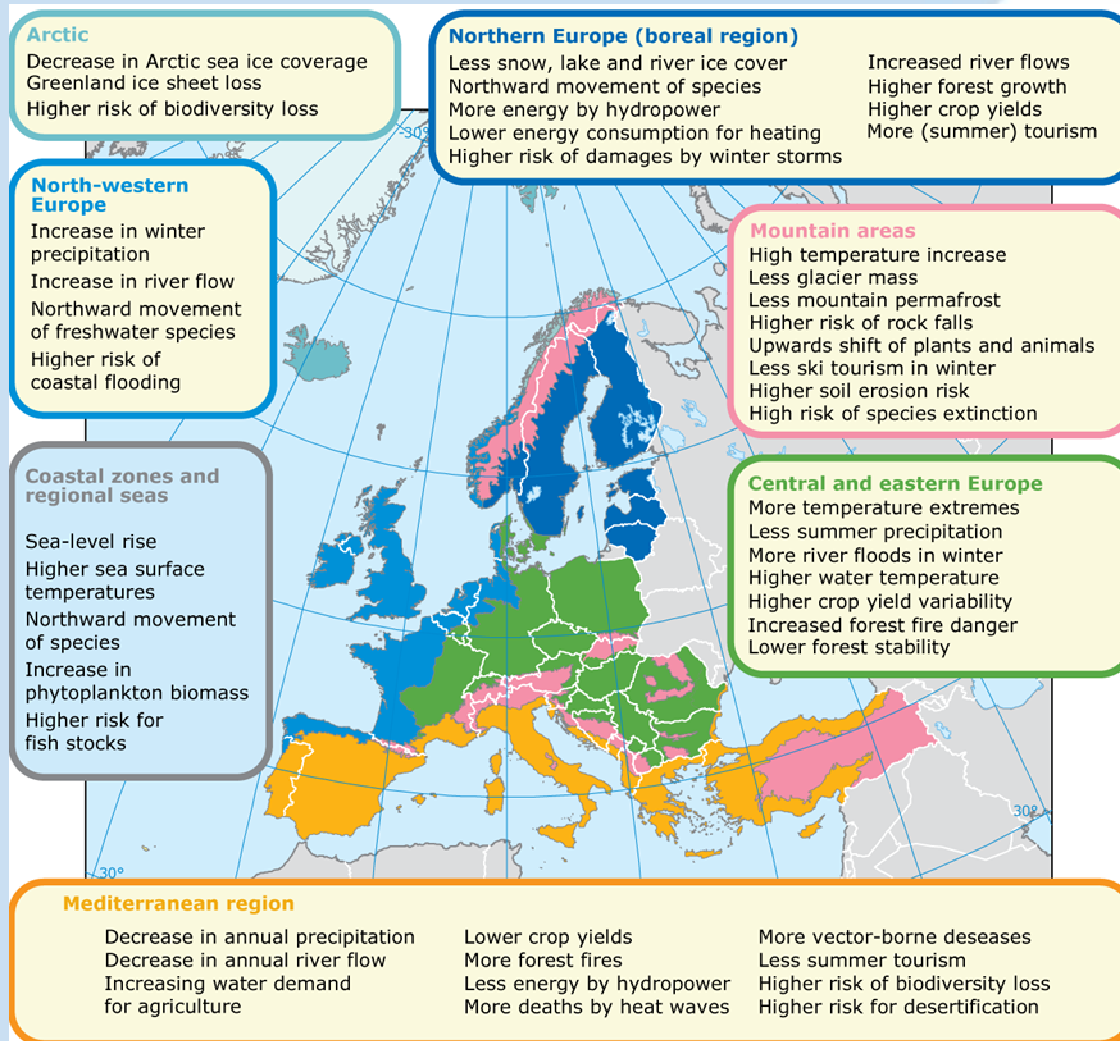 Arctic
Decrease in Arctic sea ice coverage
Greenland ice sheet loss
Higher risk of biodiversity loss
Northern Europe (boreal region)
Less snow, lake and river ice cover
Northward movement of species
More energy by hydropower
Lower energy consumption for heating
Higher risk of damages by winter storms
Increased river flows
Higher forest growth
Higher crop yields
More (summer) tourism
-30°
North-western
Europe
Increase in winter
precipitation
Increase in river flow
Northward movement
of freshwater species
Higher risk of
coastal flooding
Mountain areas
High temperature increase
Less glacier mass
Less mountain permafrost
Higher risk of rock falls
Upwards shift of plants and animals
Less ski tourism in winter
Higher soil erosion risk
High risk of species extinction
Coastal zones and
regional seas
Sea-level rise
Higher sea surface
temperatures
Northward movement
of species
Increase in
phytoplankton biomass
Higher risk for
fish stocks
Central and eastern Europe
More temperature extremes
Less summer precipitation
More river floods in winter
Higher water temperature
Higher crop yield variability
Increased forest fire danger
Lower forest stability
30°
30°
Mediterranean region
Decrease in annual precipitation
Decrease in annual river flow
Increasing water demand
for agriculture
Lower crop yields
More forest fires
Less energy by hydropower
More deaths by heat waves
More vector-borne deseases
Less summer tourism
Higher risk of biodiversity loss
Higher risk for desertification